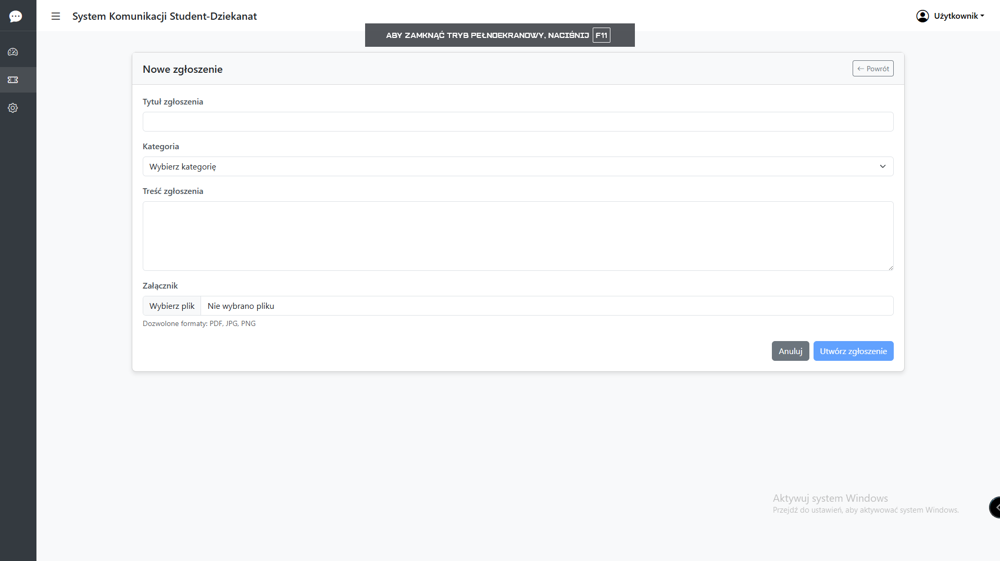 System Komunikacji Student-Dziekanat
Użytkownik
ABY ZAMKNĄĆ TRYB PEŁNOEKRANOWY, NACIŚNIJ F11
Nowe zgłoszenie
← Powrót
Tytuł zgłoszenia
Kategoria
Wybierz kategorię
Treść zgłoszenia
Załącznik
Wybierz plik Nie wybrano pliku
Dozwolone formaty: PDF, JPG, PNG
Anuluj Utwórz zgłoszenie
Aktywuj system Windows
Przejdź do ustawień, aby aktywować system Windows.